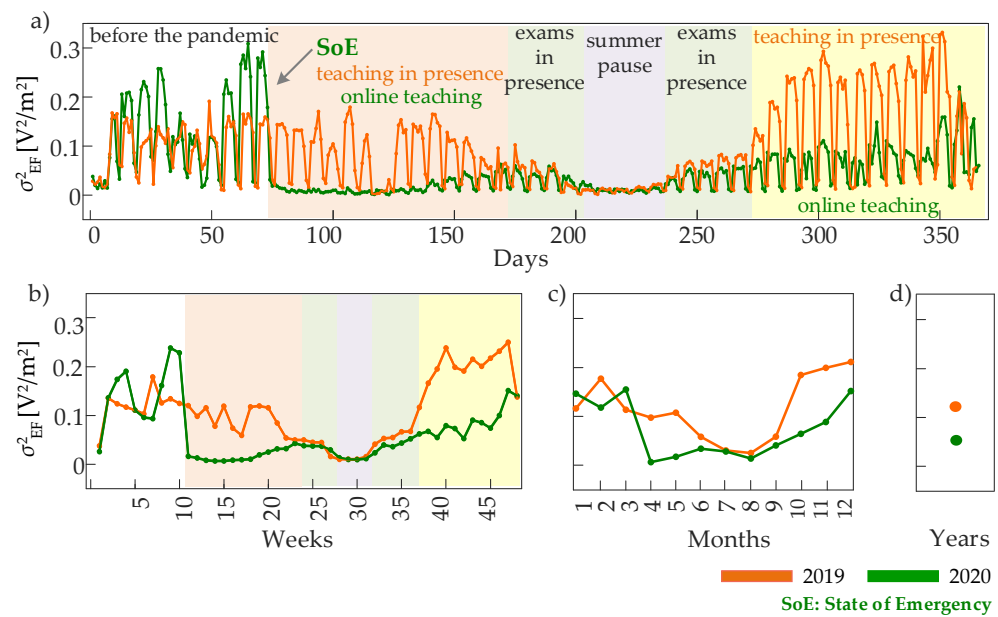 a)
before the pandemic
SoE
teaching in presence
online teaching
exams
in
presence
summer
pause
exams
in
presence
teaching in presence
online teaching
σ²EF [V²/m²]
0.3
0.2
0.1
0
0
50
100
150
200
250
300
350
Days
b)
σ²EF [V²/m²]
0.3
0.2
0.1
0
5
10
15
20
25
30
35
40
45
Weeks
c)
1
2
3
4
5
6
7
8
9
10
11
12
Months
d)
Years
2019
2020
SoE: State of Emergency